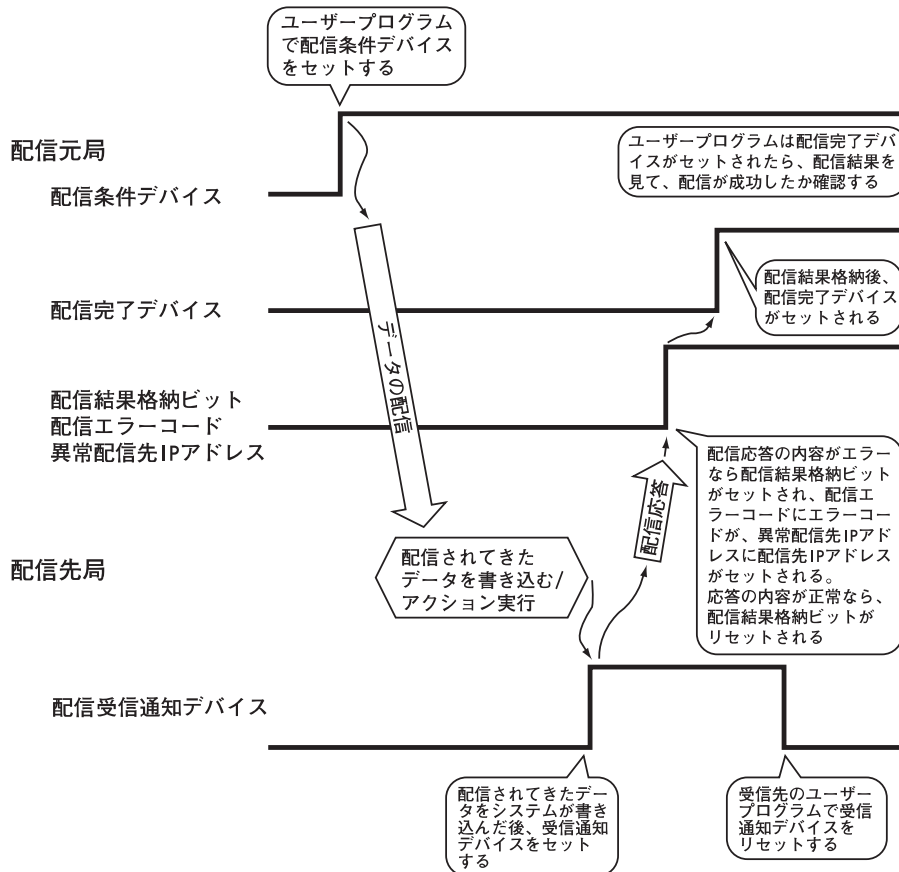 ユーザープログラム
で配信条件デバイス
をセットする
配信元局
配信条件デバイス
ユーザープログラムは配信完了デバ
イスがセットされたら、配信結果を
見て、配信が成功したか確認する
配信完了デバイス
配信結果格納後、
配信完了デバイス
がセットされる
データの配信
配信結果格納ビット
配信エラーコード
異常配信先IPアドレス
配信応答の内容がエラー
なら配信結果格納ビット
がセットされ、配信エ
ラーコードにエラーコー
ドが、異常配信先IPアド
レスに配信先IPアドレス
がセットされる。
応答の内容が正常なら、
配信結果格納ビットが
リセットされる
配信応答
配信先局
配信されてきた
データを書き込む/
アクション実行
配信受信通知デバイス
配信されてきたデー
タをシステムが書き
込んだ後、受信通知
デバイスをセット
する
受信先のユーザー
プログラムで受信
通知デバイスを
リセットする